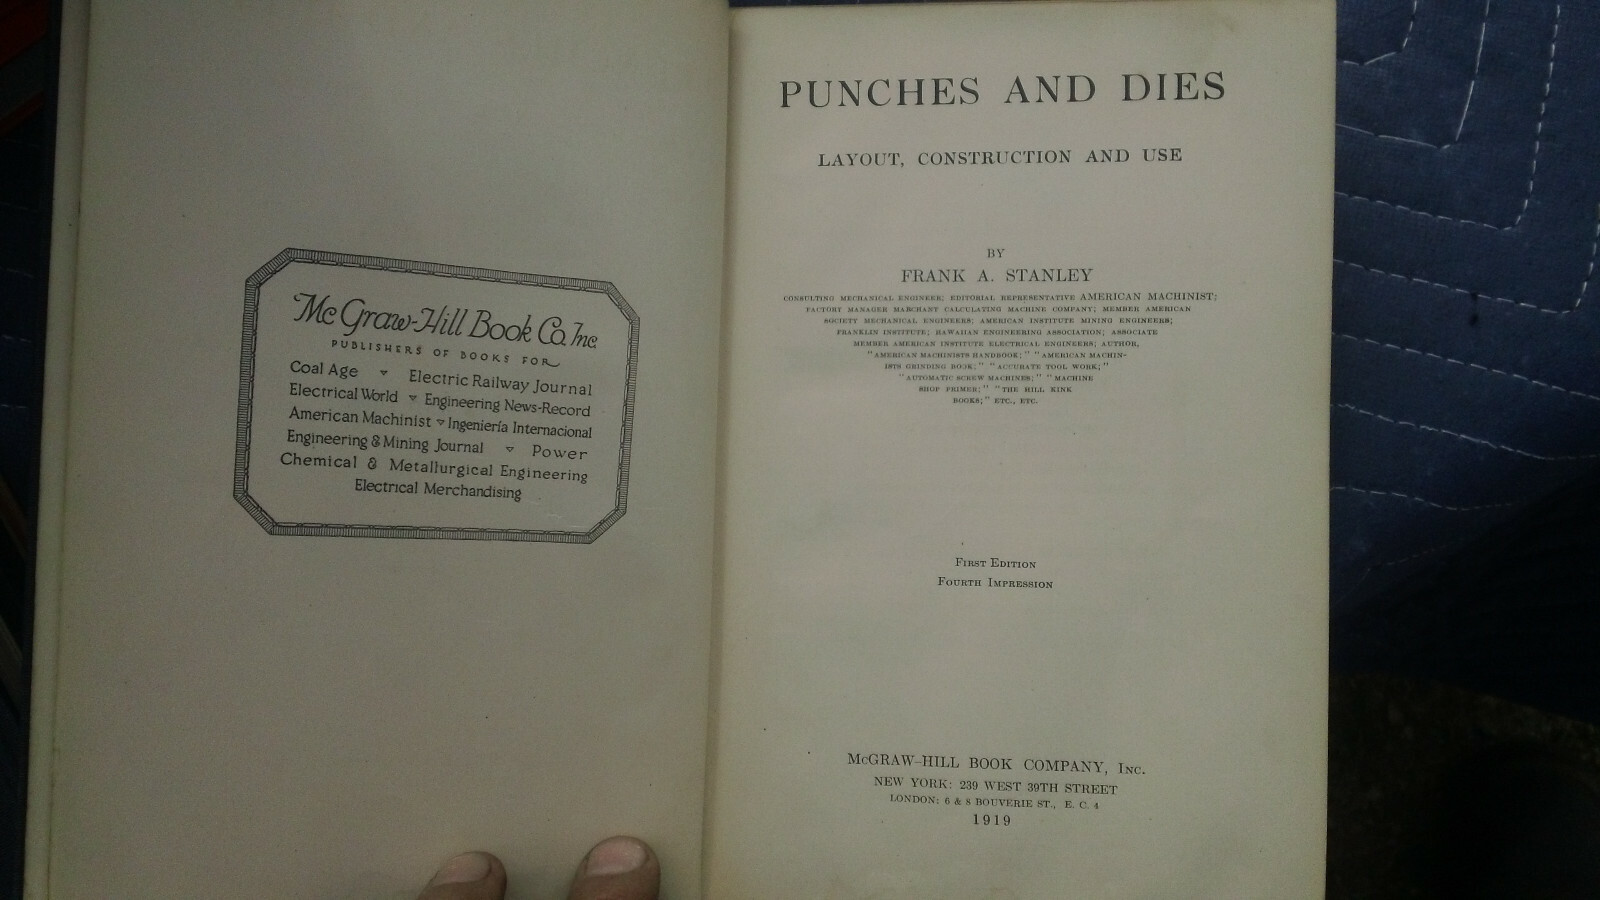 Mc Graw-Hill Book Co. Inc.
PUBLISHERS OF BOOKS FOR
Coal Age ▿ Electric Railway Journal
Electrical World ▿ Engineering News-Record
American Machinist ▿ Ingeniería Internacional
Engineering & Mining Journal ▿ Power
Chemical & Metallurgical Engineering
Electrical Merchandising
PUNCHES AND DIES
LAYOUT, CONSTRUCTION AND USE
BY
FRANK A. STANLEY
CONSULTING MECHANICAL ENGINEER; EDITORIAL REPRESENTATIVE AMERICAN MACHINIST;
FACTORY MANAGER MARCHANT CALCULATING MACHINE COMPANY; MEMBER AMERICAN
SOCIETY MECHANICAL ENGINEERS; AMERICAN INSTITUTE MINING ENGINEERS;
FRANKLIN INSTITUTE; HAWAIIAN ENGINEERING ASSOCIATION; ASSOCIATE
MEMBER AMERICAN INSTITUTE ELECTRICAL ENGINEERS; AUTHOR,
"AMERICAN MACHINISTS HANDBOOK;" "AMERICAN MACHIN-
ISTS GRINDING BOOK;" "ACCURATE TOOL WORK;"
"AUTOMATIC SCREW MACHINES;" "MACHINE
SHOP PRIMER;" "THE HILL KINK
BOOKS;" ETC., ETC.
First Edition
Fourth Impression
McGRAW-HILL BOOK COMPANY, Inc.
NEW YORK: 239 WEST 39TH STREET
LONDON: 6 & 8 BOUVERIE ST., E. C. 4
1919